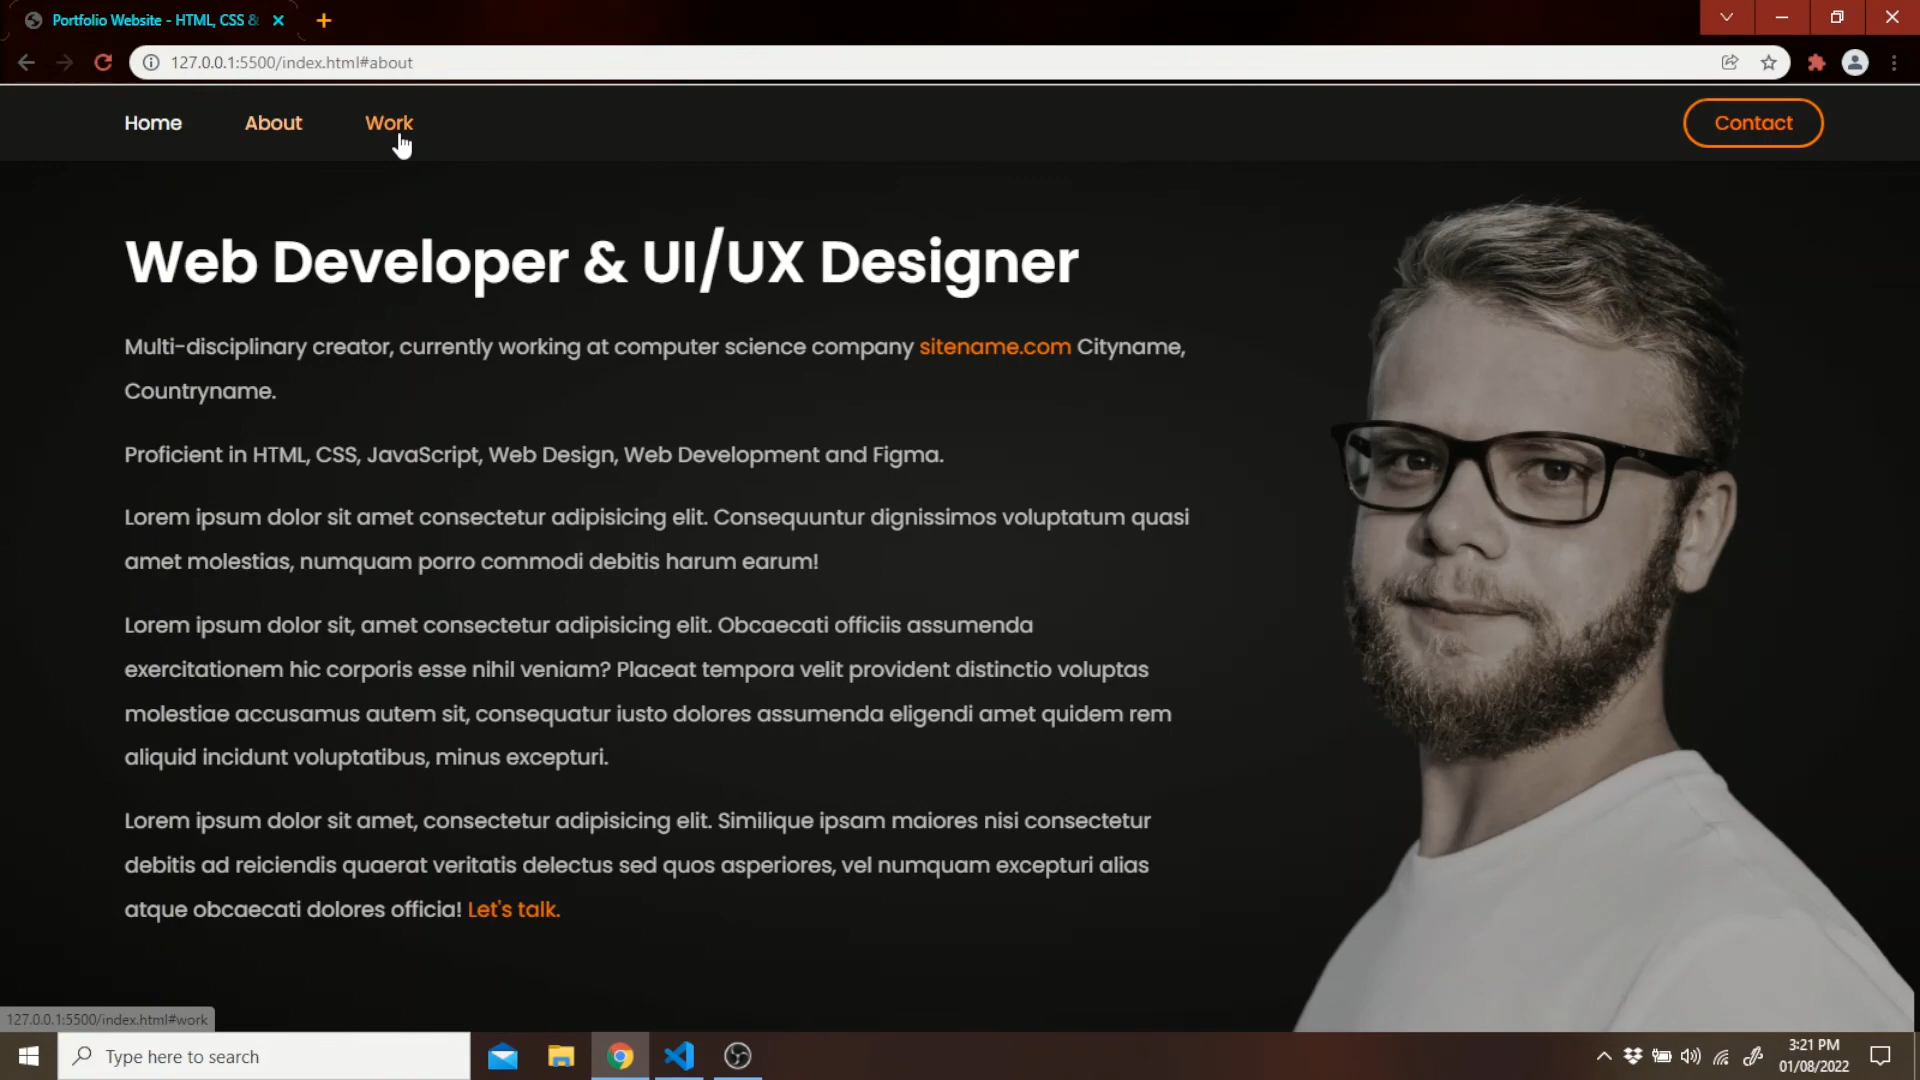 Portfolio Website - HTML, CSS &
127.0.0.1:5500/index.html#about
Home About Work Contact
Web Developer & UI/UX Designer
Multi-disciplinary creator, currently working at computer science company sitename.com Cityname,
Countryname.
Proficient in HTML, CSS, JavaScript, Web Design, Web Development and Figma.
Lorem ipsum dolor sit amet consectetur adipisicing elit. Consequuntur dignissimos voluptatum quasi
amet molestias, numquam porro commodi debitis harum earum!
Lorem ipsum dolor sit, amet consectetur adipisicing elit. Obcaecati officiis assumenda
exercitationem hic corporis esse nihil veniam? Placeat tempora velit provident distinctio voluptas
molestiae accusamus autem sit, consequatur iusto dolores assumenda eligendi amet quidem rem
aliquid incidunt voluptatibus, minus excepturi.
Lorem ipsum dolor sit amet, consectetur adipisicing elit. Similique ipsam maiores nisi consectetur
debitis ad reiciendis quaerat veritatis delectus sed quos asperiores, vel numquam excepturi alias
atque obcaecati dolores officia! Let's talk.
127.0.0.1:5500/index.html#work
Type here to search
3:21 PM
01/08/2022